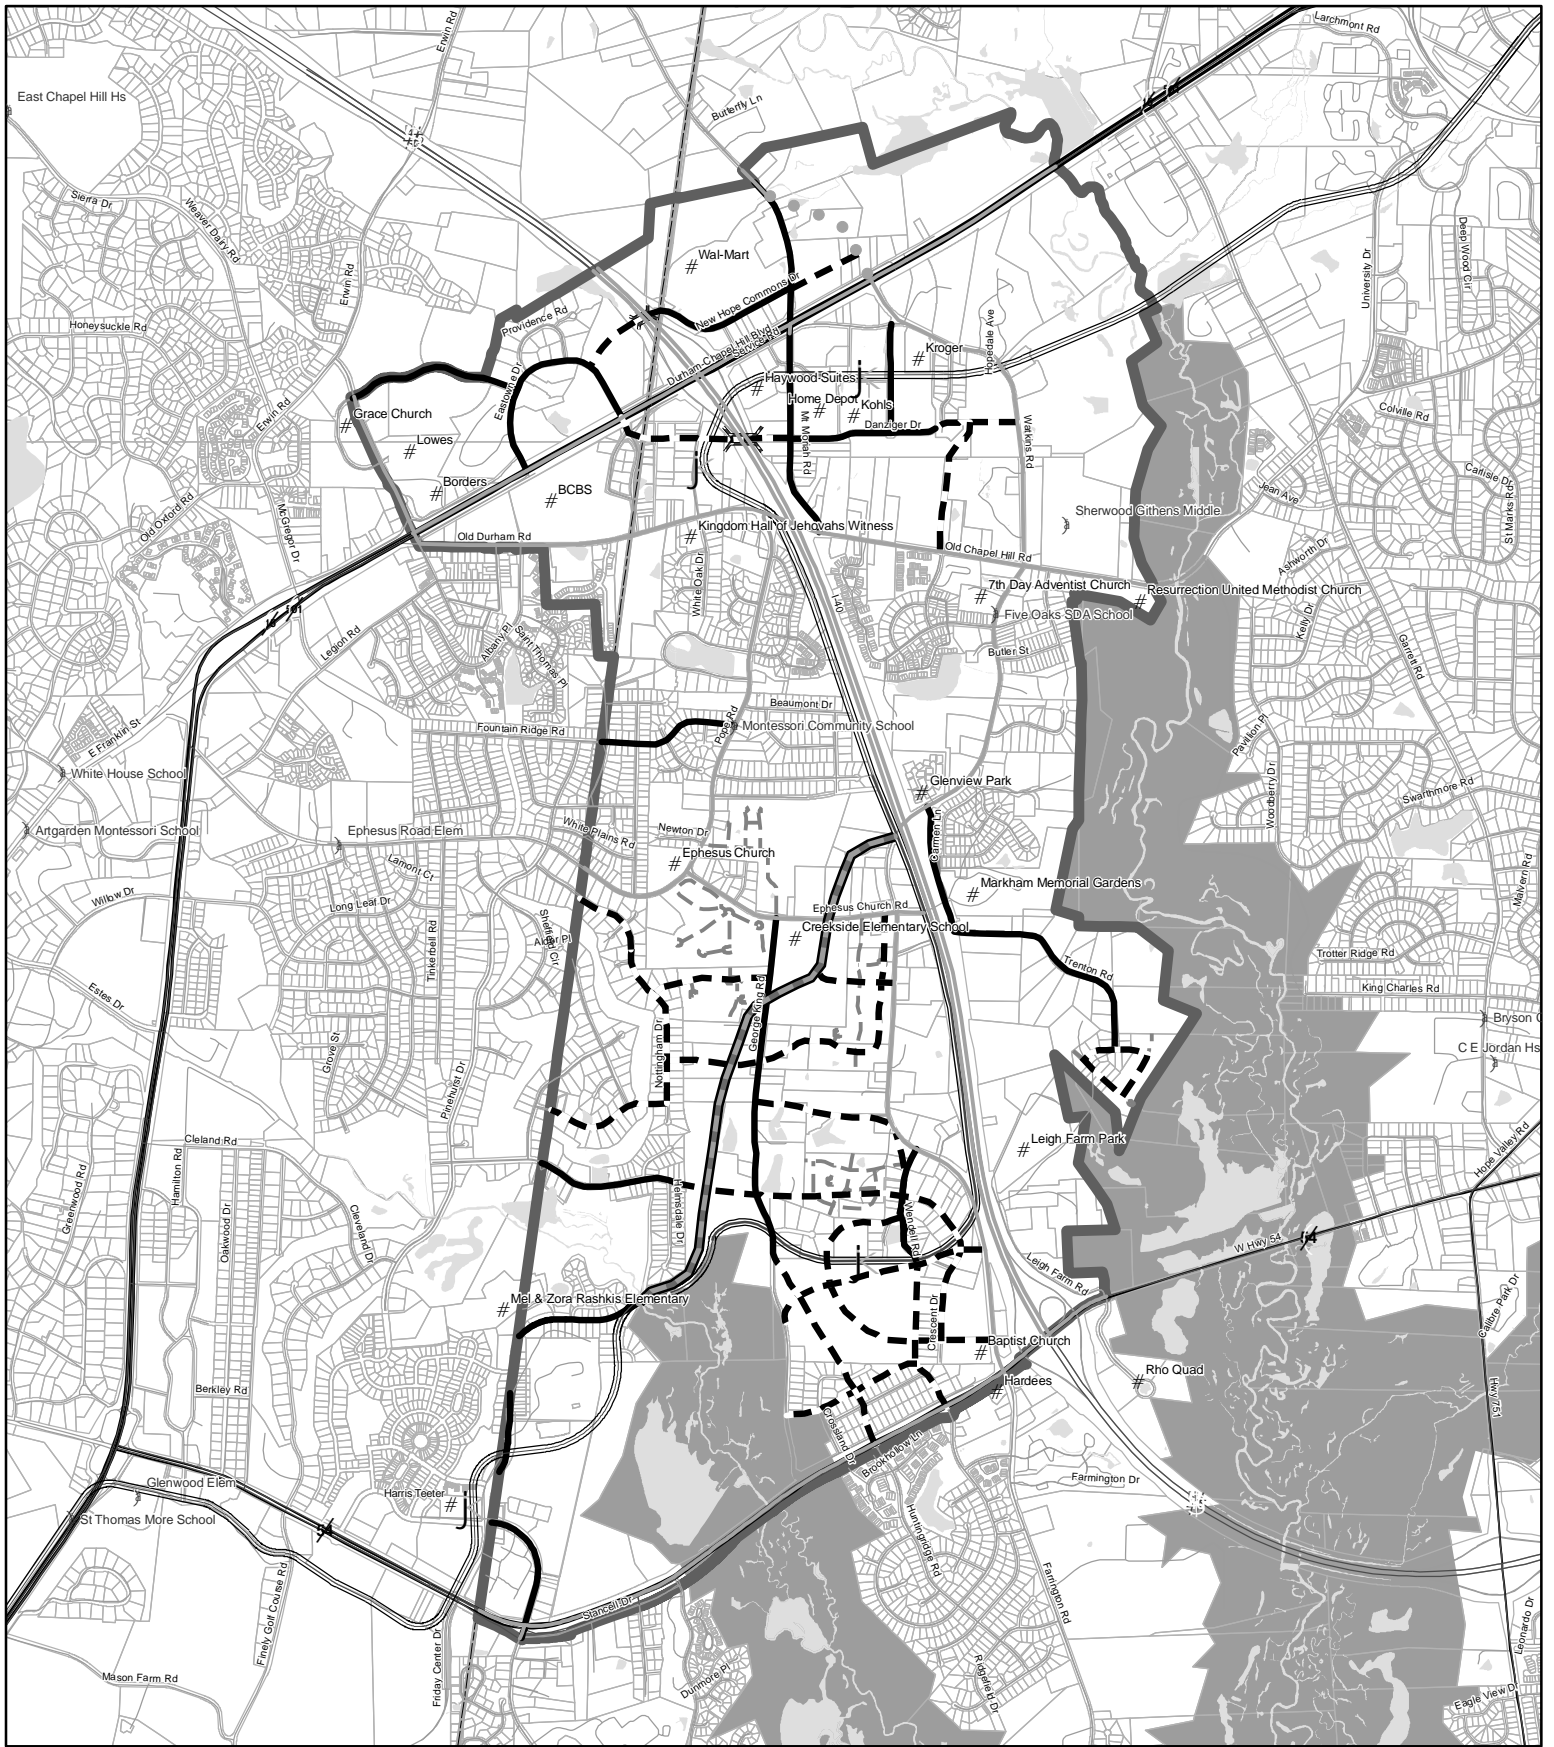 Larchmont Rd
Erwin Rd
East Chapel Hill Hs
Butterfly Ln
Sierra Dr
Weaver Dairy Rd
University Dr
Deep Wood Cir
Wal-Mart
Erwin Rd
New Hope Commons Dr
Providence Rd
Honeysuckle Rd
Durham-Chapel Hill Blvd
Service Rd
Hopedale Ave
Kroger
Eastowne Dr
Haywood Suites
Home Depot
Kohls
Grace Church
Erwin Rd
Colville Rd
Danziger Dr
Mt Moriah Rd
Watkins Rd
Lowes
Borders
BCBS
Carlisle Dr
Jean Ave
St Marks Rd
Old Oxford Rd
McGregor Dr
Sherwood Githens Middle
Kingdom Hall of Jehovahs Witness
Old Durham Rd
Old Chapel Hill Rd
Ashworth Dr
White Oak Dr
I-40
7th Day Adventist Church
Resurrection United Methodist Church
Five Oaks SDA School
Kelly Dr
Legion Rd
Albany Pl
Saint Thomas Pl
Butler St
Garrett Rd
Beaumont Dr
Pope Rd
Montessori Community School
Fountain Ridge Rd
E Franklin St
Pavillion Pl
White House School
Glenview Park
Woodberry Dr
Swarthmore Rd
Artgarden Montessori School
Ephesus Road Elem
White Plains Rd
Newton Dr
Carmen Ln
Ephesus Church
Lamont Ct
Malvern Rd
Markham Memorial Gardens
Willow Dr
Long Leaf Dr
Ephesus Church Rd
Creekside Elementary School
Tinkerbell Rd
Sheffield Cir
Alder Pl
Trotter Ridge Rd
Trenton Rd
King Charles Rd
Estes Dr
George King Rd
Nottingham Dr
Bryson
C E Jordan Hs
Grove St
Pinehurst Dr
Cleland Rd
Leigh Farm Park
Hope Valley Rd
Greenwood Rd
Hamilton Rd
Oakwood Dr
Cleveland Dr
Helmsdale Dr
Wendell Rd
W Hwy 54
54
Leigh Farm Rd
Mel & Zora Rashkis Elementary
Crescent Dr
Calibre Park Dr
Baptist Church
Rho Quad
Hardees
Berkley Rd
Hwy 751
Crossland Dr
Brookhollow Ln
Farmington Dr
Glenwood Elem
Harris Teeter
St Thomas More School
54
Huntingridge Rd
Finely Golf Course Rd
Stancell Dr
Farrington Rd
Leonardo Dr
Friday Center Dr
Mason Farm Rd
Dunmore Pl
Ridgefield Dr
Eagle View D